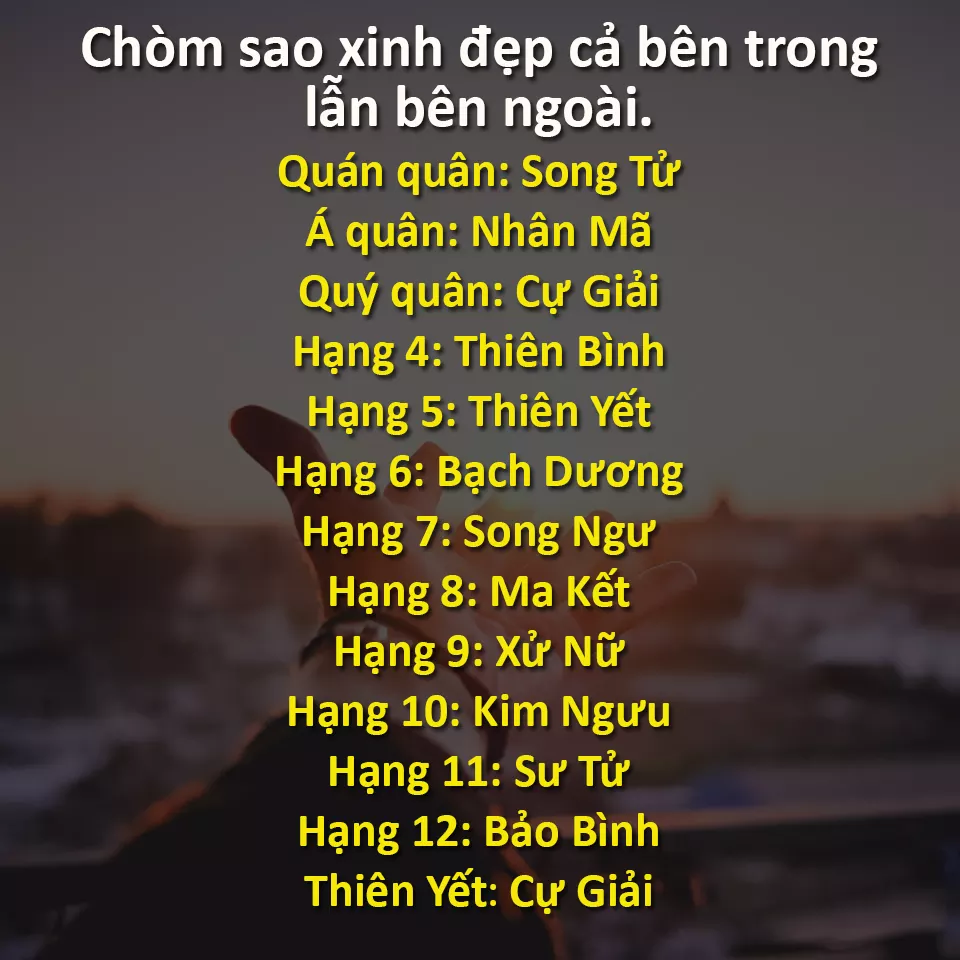 Chòm sao xinh đẹp cả bên trong
lẫn bên ngoài.
Quán quân: Song Tử
Á quân: Nhân Mã
Quý quân: Cự Giải
Hạng 4: Thiên Bình
Hạng 5: Thiên Yết
Hạng 6: Bạch Dương
Hạng 7: Song Ngư
Hạng 8: Ma Kết
Hạng 9: Xử Nữ
Hạng 10: Kim Ngưu
Hạng 11: Sư Tử
Hạng 12: Bảo Bình
Thiên Yết: Cự Giải